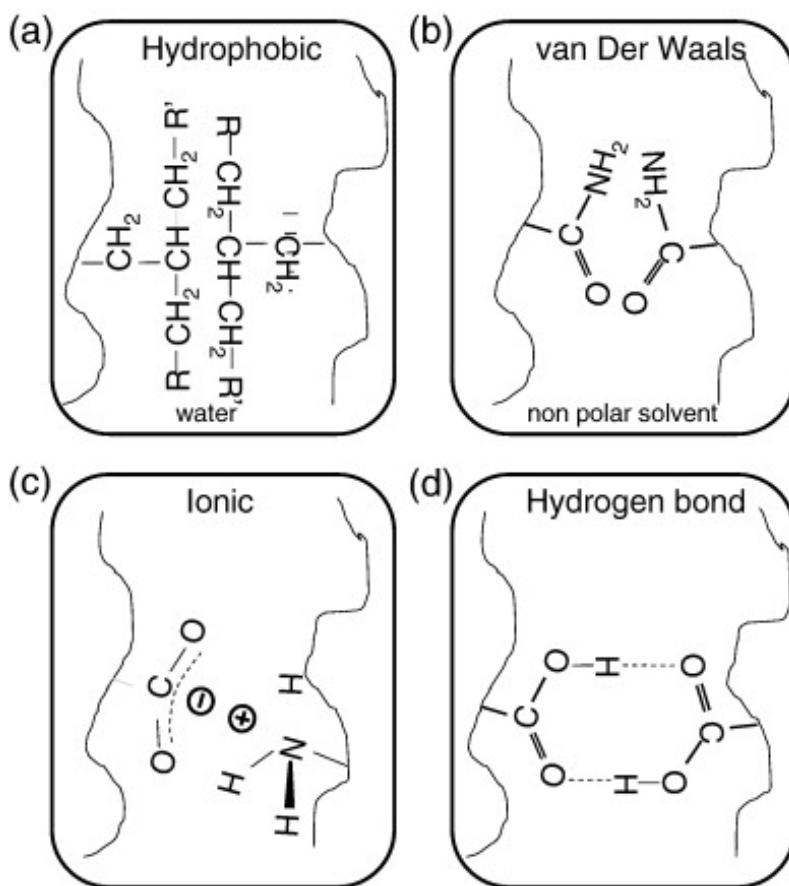 (a)
Hydrophobic
R-CH2-CH-CH2-R'
CH2
R-CH2-CH-CH2-R'
CH2
water
(b)
van Der Waals
NH2
C
O
NH2
C
O
non polar solvent
(c)
Ionic
O
C
O
−
+
H
N
H
H
(d)
Hydrogen bond
O H O
C C
O H O